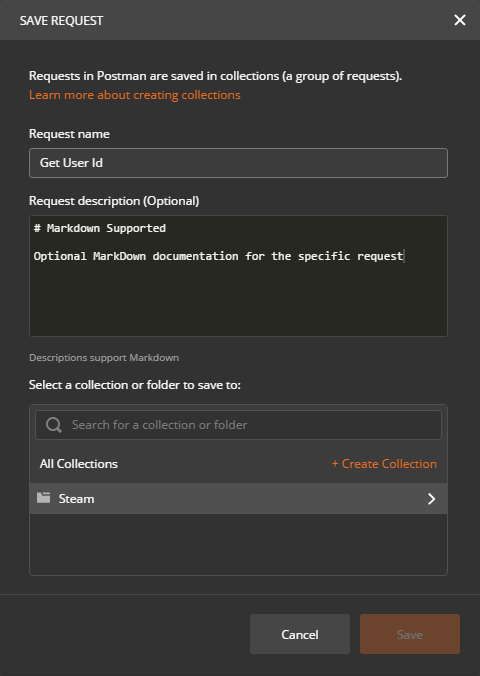 SAVE REQUEST
Requests in Postman are saved in collections (a group of requests).
Learn more about creating collections
Request name
Get User Id
Request description (Optional)
# Markdown Supported
Optional MarkDown documentation for the specific request
Descriptions support Markdown
Select a collection or folder to save to:
Search for a collection or folder
All Collections + Create Collection
Steam
Cancel Save